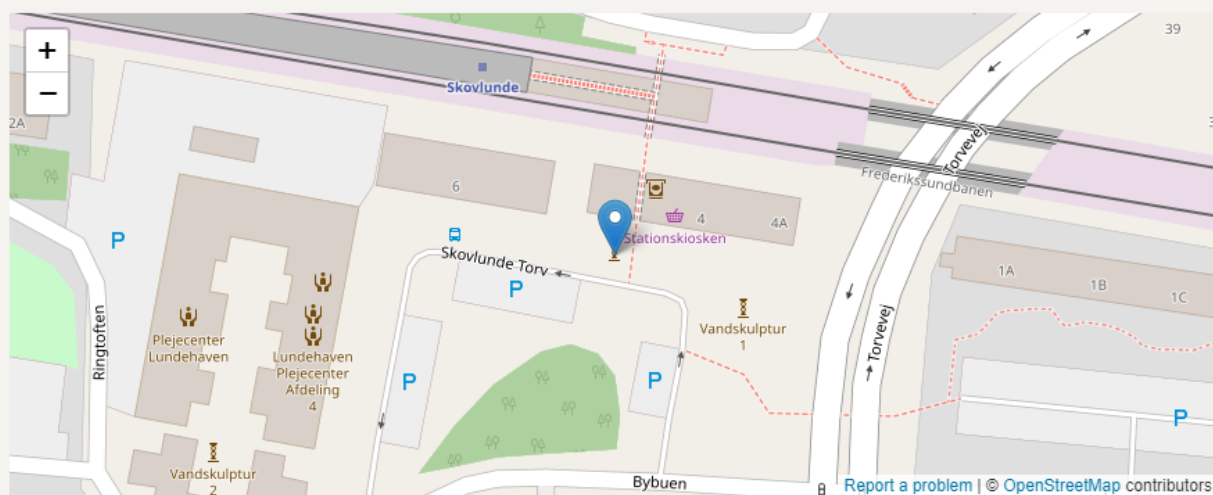 +
−
39
2A
Skovlunde
Torvevej
Frederikssundbanen
6
4
4A
Stationskiosken
P
Skovlunde Torv
P
1A
1B
1C
Ringtoften
Plejecenter
Lundehaven
Lundehaven
Plejecenter
Afdeling
4
Vandskulptur
1
Torvevej
P
P
P
Vandskulptur
2
Bybuen
8
Report a problem | © OpenStreetMap contributors